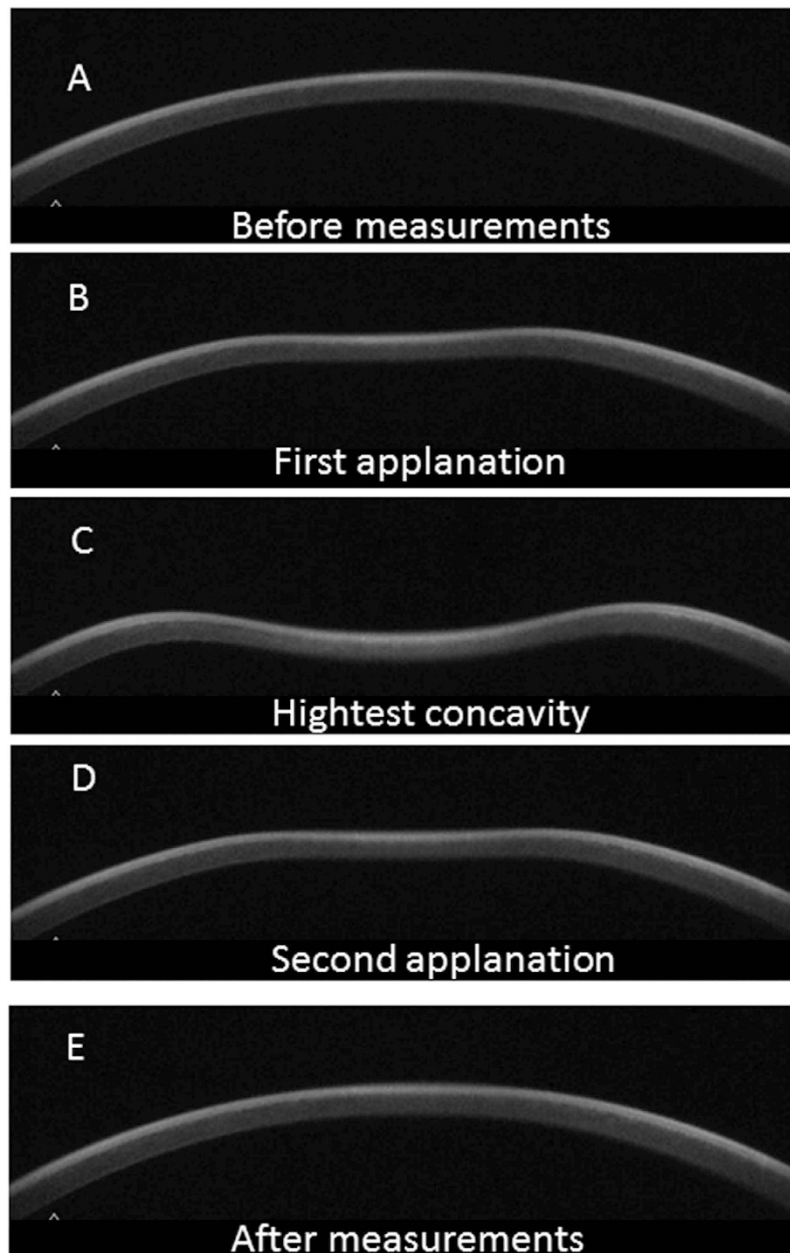 A
Before measurements
B
First applanation
C
Hightest concavity
D
Second applanation
E
After measurements